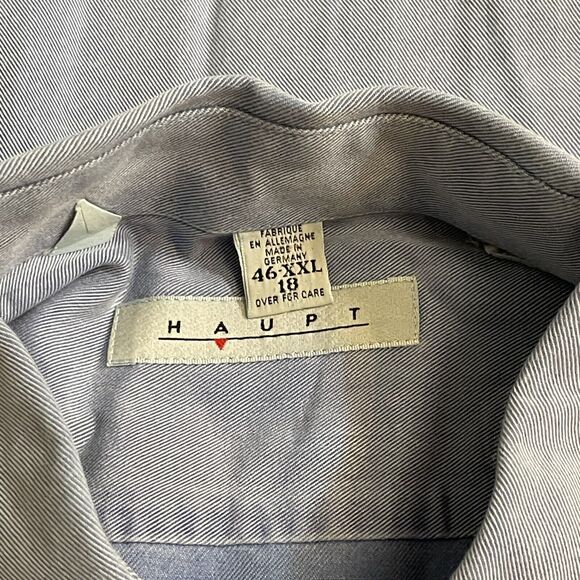 FABRIQUE
EN ALLEMAGNE
MADE IN
GERMANY
46-XXL
18
OVER FOR CARE
HAUPT